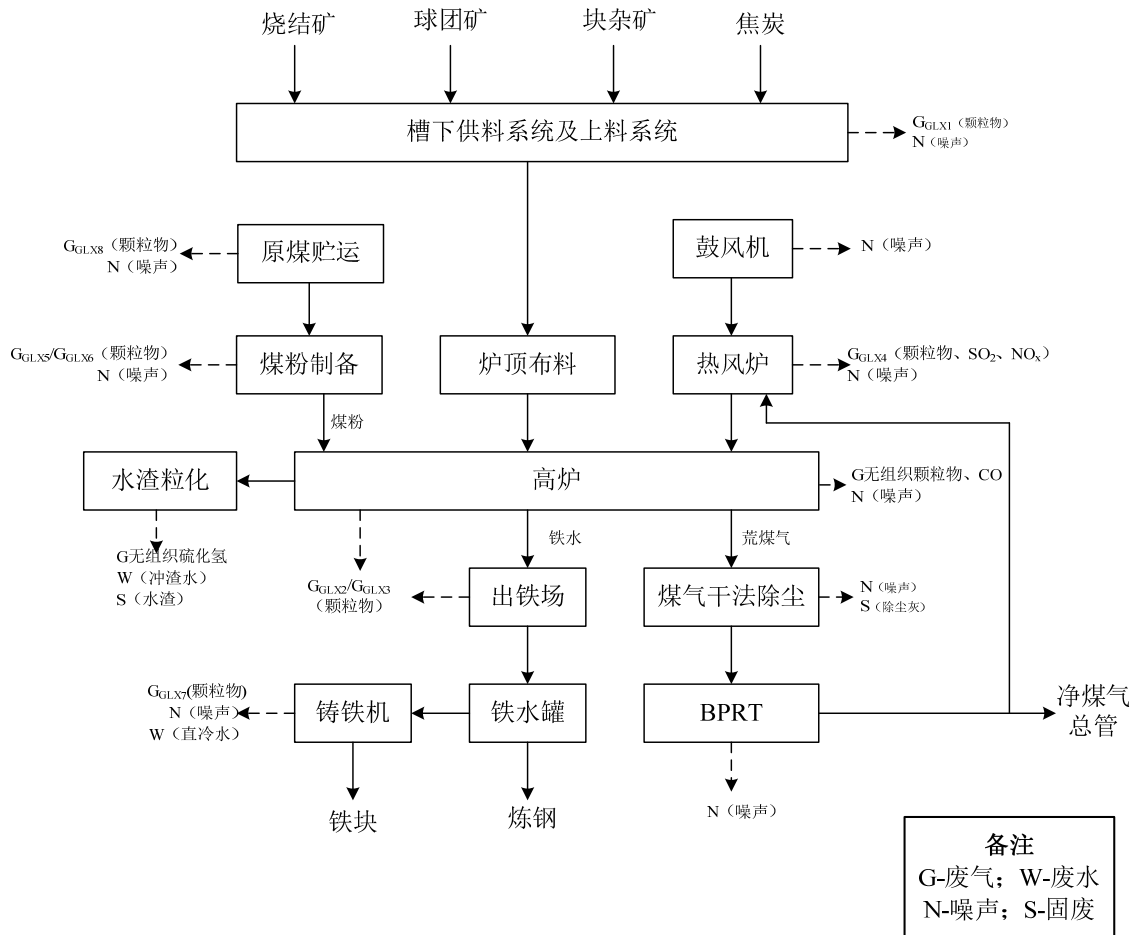 烧结矿
球团矿
块杂矿
焦炭
槽下供料系统及上料系统
GGLX1（颗粒物）
N（噪声）
GGLX8（颗粒物）
N（噪声）
原煤贮运
鼓风机
N（噪声）
GGLX5/GGLX6（颗粒物）
N（噪声）
煤粉制备
炉顶布料
热风炉
GGLX4（颗粒物、SO2、NOx）
N（噪声）
煤粉
水渣粒化
高炉
G无组织颗粒物、CO
N（噪声）
铁水
荒煤气
G无组织硫化氢
W（冲渣水）
S（水渣）
GGLX2/GGLX3
（颗粒物）
出铁场
煤气干法除尘
N（噪声）
S（除尘灰）
GGLX7(颗粒物)
N（噪声）
W（直冷水）
铸铁机
铁水罐
BPRT
净煤气
总管
铁块
炼钢
N（噪声）
备注
G-废气；W-废水
N-噪声；S-固废